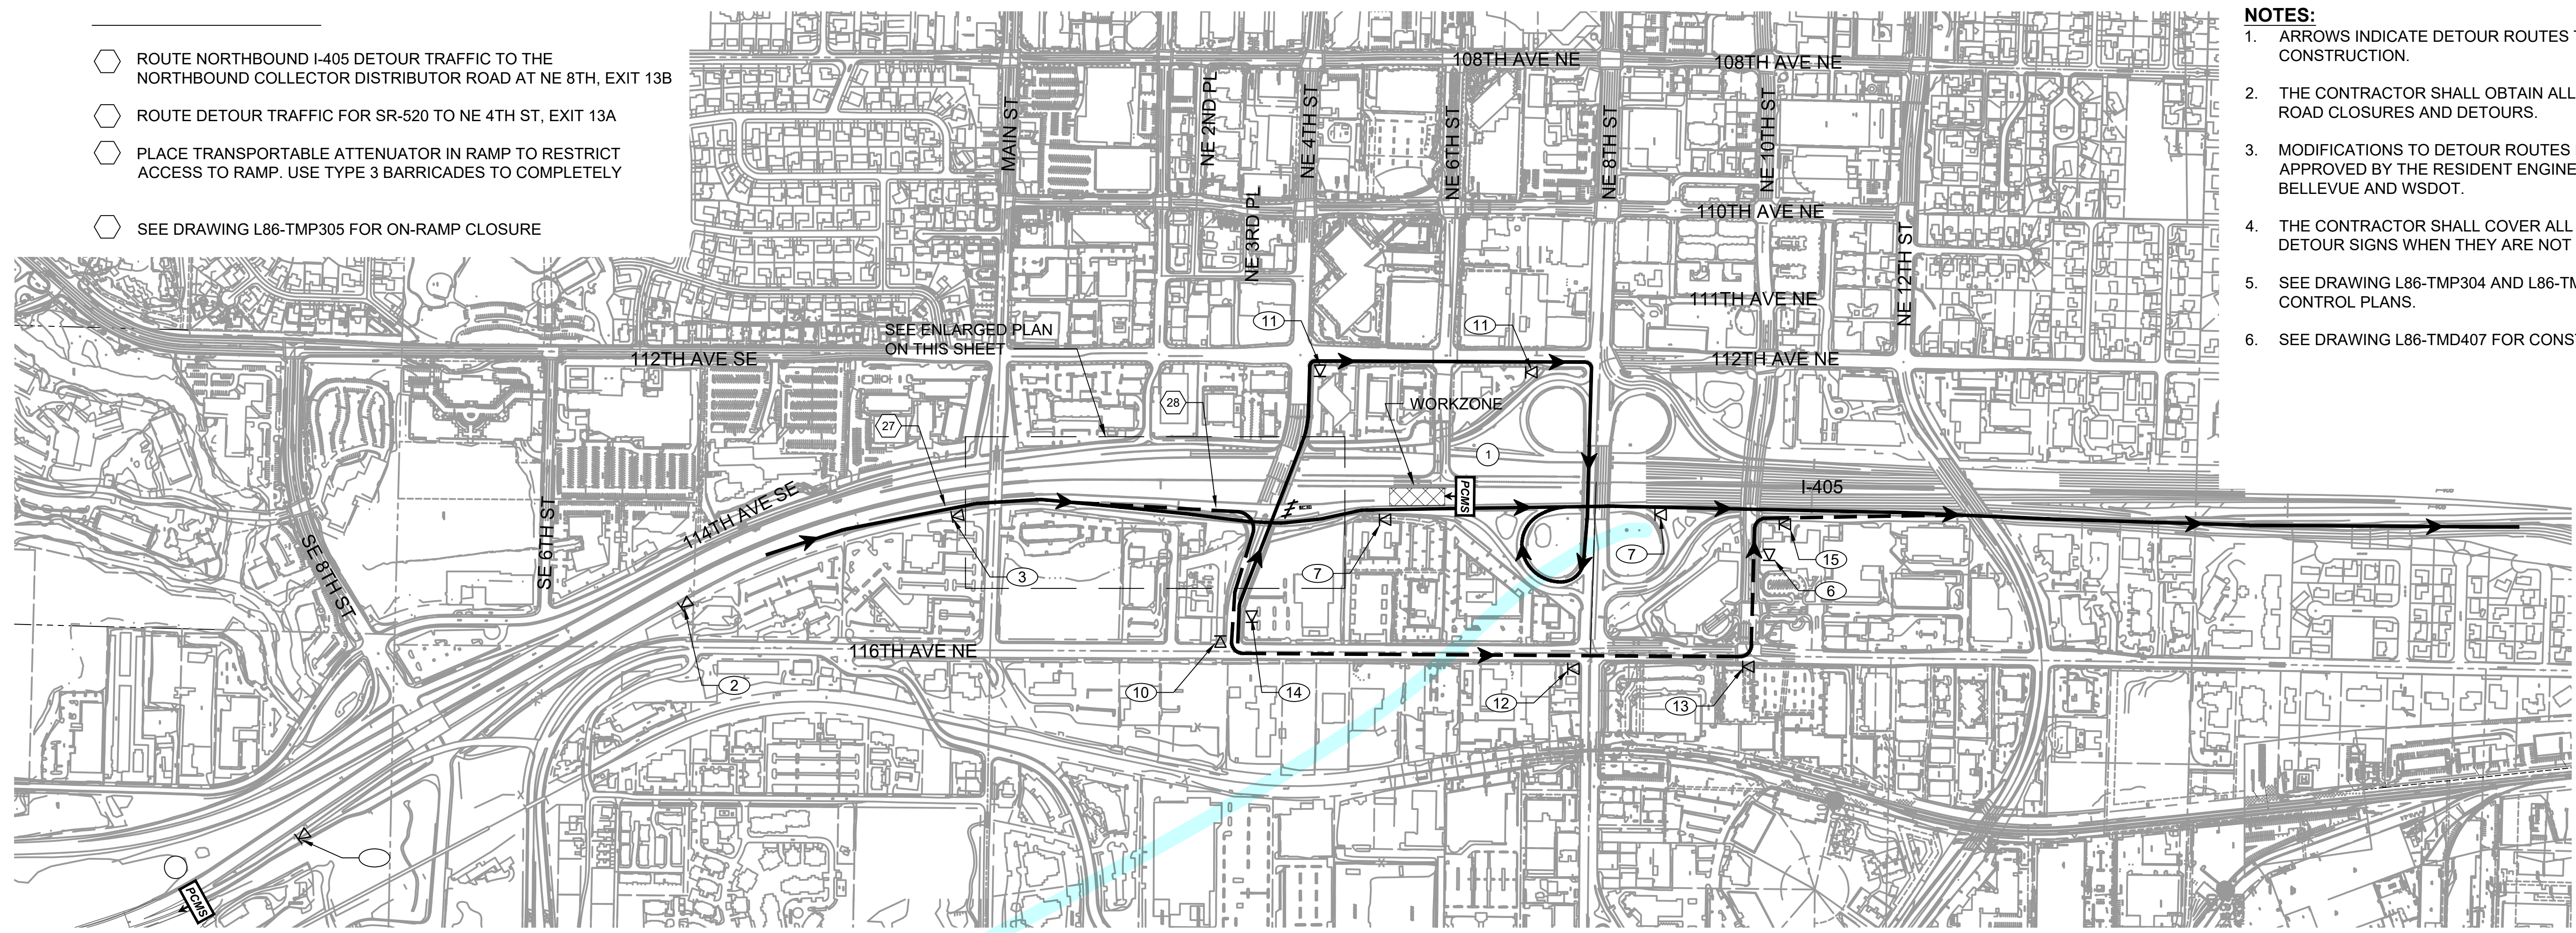 ROUTE NORTHBOUND I-405 DETOUR TRAFFIC TO THE
NORTHBOUND COLLECTOR DISTRIBUTOR ROAD AT NE 8TH, EXIT 13B
ROUTE DETOUR TRAFFIC FOR SR-520 TO NE 4TH ST, EXIT 13A
PLACE TRANSPORTABLE ATTENUATOR IN RAMP TO RESTRICT
ACCESS TO RAMP. USE TYPE 3 BARRICADES TO COMPLETELY
SEE DRAWING L86-TMP305 FOR ON-RAMP CLOSURE
NOTES:
1. ARROWS INDICATE DETOUR ROUTES
CONSTRUCTION.
2. THE CONTRACTOR SHALL OBTAIN ALL
ROAD CLOSURES AND DETOURS.
3. MODIFICATIONS TO DETOUR ROUTES
APPROVED BY THE RESIDENT ENGINE
BELLEVUE AND WSDOT.
4. THE CONTRACTOR SHALL COVER ALL
DETOUR SIGNS WHEN THEY ARE NOT
5. SEE DRAWING L86-TMP304 AND L86-TM
CONTROL PLANS.
6. SEE DRAWING L86-TMD407 FOR CONST
108TH AVE NE
108TH AVE NE
MAIN ST
NE 2ND PL
NE 3RD PL
NE 4TH ST
NE 6TH ST
NE 8TH ST
NE 10TH ST
NE 12TH ST
110TH AVE NE
111TH AVE NE
112TH AVE NE
112TH AVE SE
SEE ENLARGED PLAN
ON THIS SHEET
11
11
28
27
WORKZONE
1
PCMS
I-405
114TH AVE SE
SE 6TH ST
SE 8TH ST
3
7
7
15
6
116TH AVE NE
2
10
14
12
13
PCMS